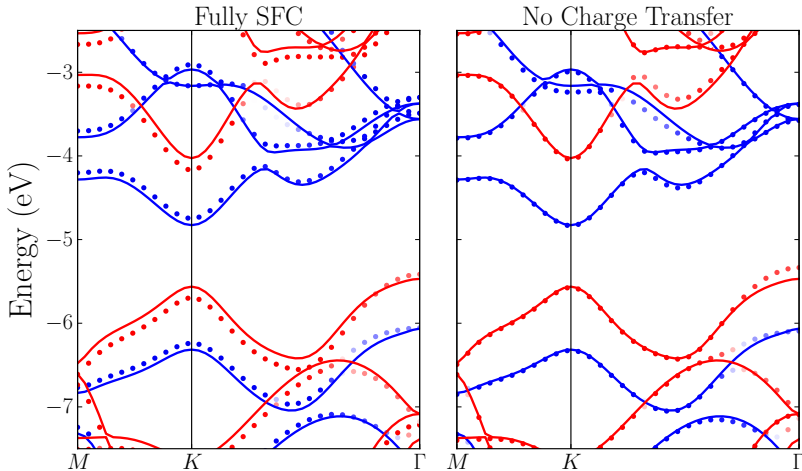 Fully SFC
No Charge Transfer
Energy (eV)
−3
−4
−5
−6
−7
M
K
Γ
M
K
Γ